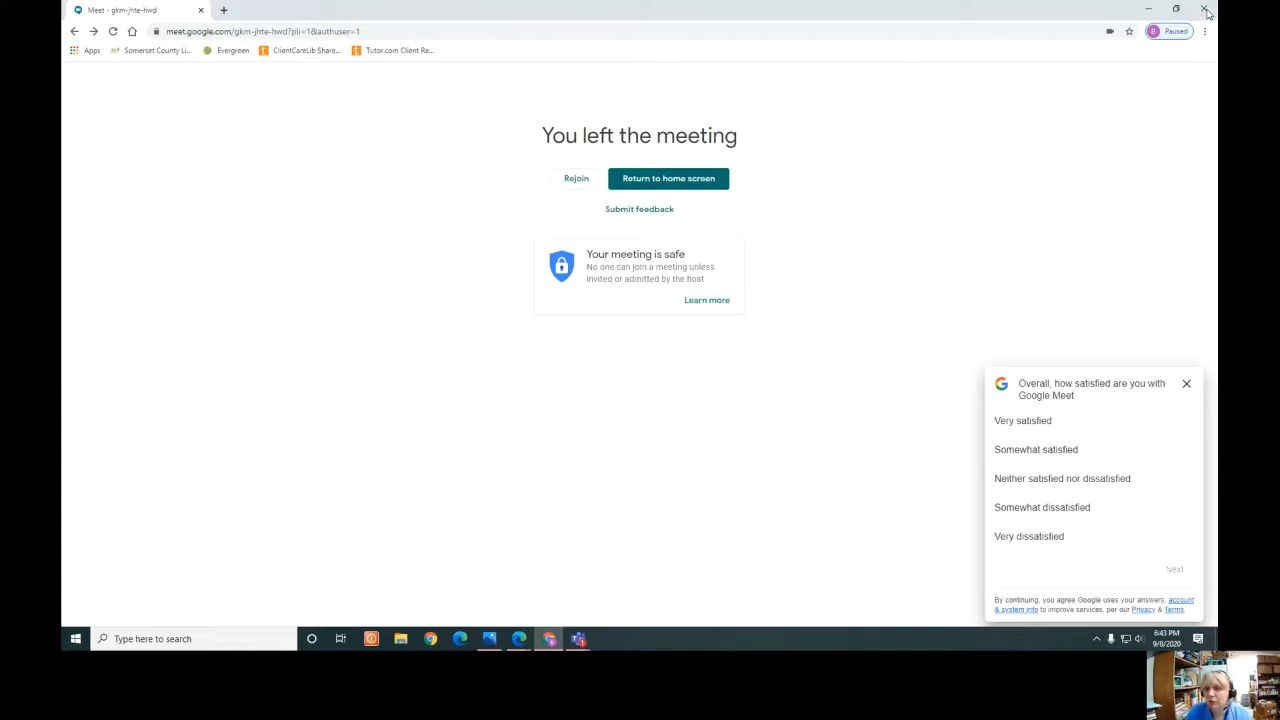 Meet - gkm-jhte-hwd
meet.google.com/gkm-jhte-hwd?pli=1&authuser=1
B Paused
Apps Somerset County Li... Evergreen ClientCareLib Share... Tutor.com Client Re...
You left the meeting
Rejoin Return to home screen
Submit feedback
Your meeting is safe
No one can join a meeting unless
invited or admitted by the host
Learn more
Overall, how satisfied are you with
Google Meet
Very satisfied
Somewhat satisfied
Neither satisfied nor dissatisfied
Somewhat dissatisfied
Very dissatisfied
Next
By continuing, you agree Google uses your answers, account
& system info to improve services, per our Privacy & Terms.
Type here to search
6:43 PM
9/8/2020